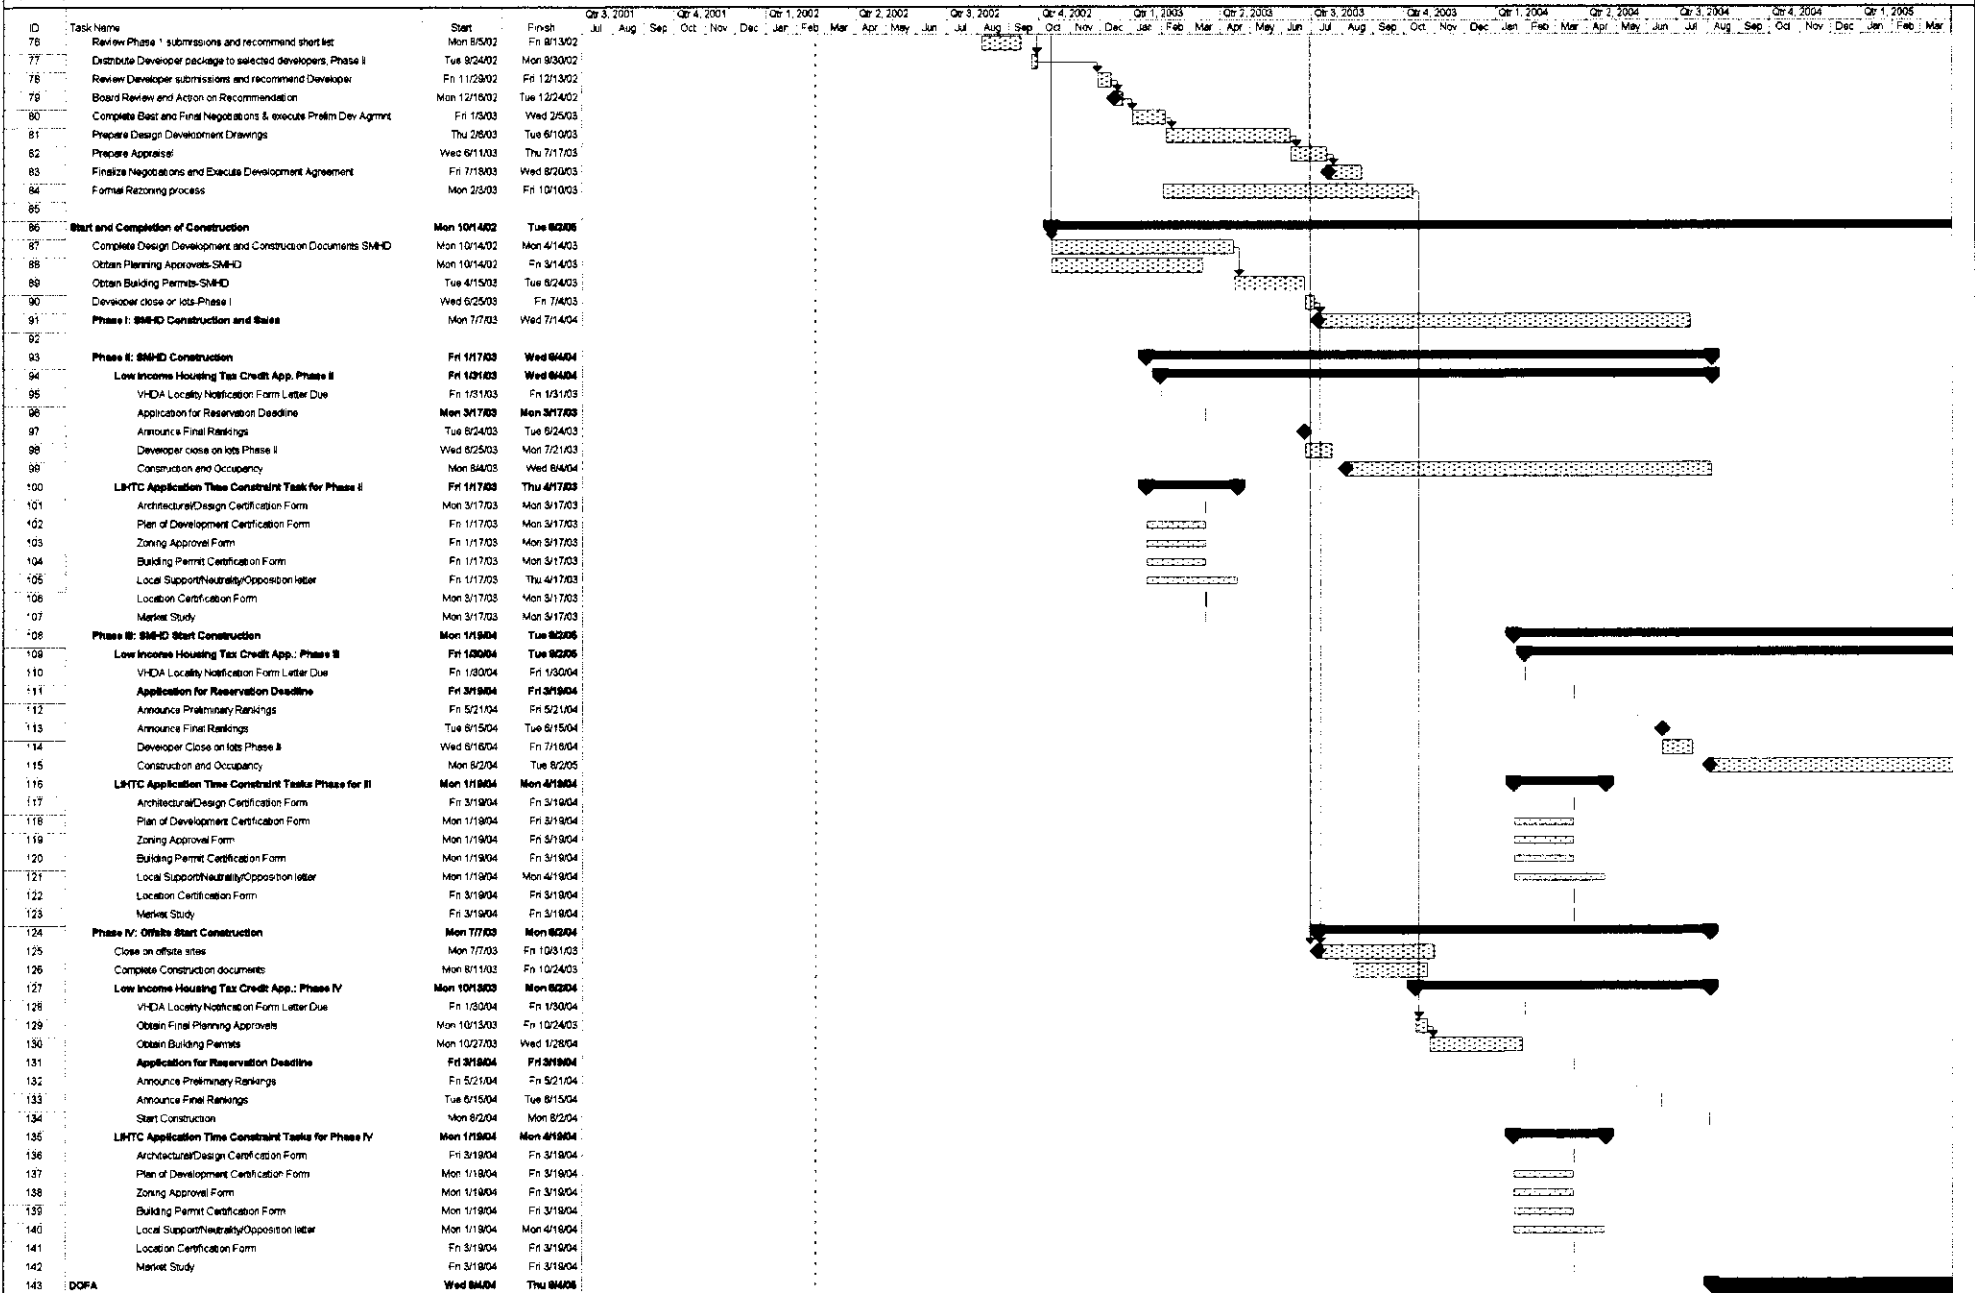 Qtr 3, 2001 Qtr 4, 2001 Qtr 1, 2002 Qtr 2, 2002 Qtr 3, 2002 Qtr 4, 2002 Qtr 1, 2003 Qtr 2, 2003 Qtr 3, 2003 Qtr 4, 2003 Qtr 1, 2004 Qtr 2, 2004 Qtr 3, 2004 Qtr 4, 2004 Qtr 1, 2005
ID Task Name Start Finish Jul Aug Sep Oct Nov Dec Jan Feb Mar Apr May Jun Jul Aug Sep Oct Nov Dec Jan Feb Mar Apr May Jun Jul Aug Sep Oct Nov Dec Jan Feb Mar Apr May Jun Jul Aug Sep Oct Nov Dec Jan Feb Mar
76 Review Phase 1 submissions and recommend short list Mon 8/5/02 Fri 9/13/02
77 Distribute Developer package to selected developers, Phase II Tue 9/24/02 Mon 9/30/02
78 Review Developer submissions and recommend Developer Fri 11/29/02 Fri 12/13/02
79 Board Review and Action on Recommendation Mon 12/16/02 Tue 12/24/02
80 Complete Best and Final Negotiations & execute Prelim Dev Agrmnt Fri 1/3/03 Wed 2/5/03
81 Prepare Design Development Drawings Thu 2/6/03 Tue 6/10/03
82 Prepare Appraisal Wed 6/11/03 Thu 7/17/03
83 Finalize Negotiations and Execute Development Agreement Fri 7/18/03 Wed 8/20/03
84 Formal Rezoning process Mon 2/3/03 Fri 10/10/03
85
86 Start and Completion of Construction Mon 10/14/02 Tue 8/2/05
87 Complete Design Development and Construction Documents SMHD Mon 10/14/02 Mon 4/14/03
88 Obtain Planning Approvals-SMHD Mon 10/14/02 Fri 3/14/03
89 Obtain Building Permits-SMHD Tue 4/15/03 Tue 6/24/03
90 Developer close on lots-Phase I Wed 6/25/03 Fri 7/4/03
91 Phase I: SMHD Construction and Sales Mon 7/7/03 Wed 7/14/04
92
93 Phase II: SMHD Construction Fri 1/17/03 Wed 8/4/04
94 Low Income Housing Tax Credit App. Phase II Fri 1/31/03 Wed 8/4/04
95 VHDA Locality Notification Form Letter Due Fri 1/31/03 Fri 1/31/03
96 Application for Reservation Deadline Mon 3/17/03 Mon 3/17/03
97 Announce Final Rankings Tue 6/24/03 Tue 6/24/03
98 Developer close on lots Phase II Wed 6/25/03 Mon 7/21/03
99 Construction and Occupancy Mon 8/4/03 Wed 8/4/04
100 LIHTC Application Time Constraint Task for Phase II Fri 1/17/03 Thu 4/17/03
101 Architectural/Design Certification Form Mon 3/17/03 Mon 3/17/03
102 Plan of Development Certification Form Fri 1/17/03 Mon 3/17/03
103 Zoning Approval Form Fri 1/17/03 Mon 3/17/03
104 Building Permit Certification Form Fri 1/17/03 Mon 3/17/03
105 Local Support/Neutrality/Opposition letter Fri 1/17/03 Thu 4/17/03
106 Location Certification Form Mon 3/17/03 Mon 3/17/03
107 Market Study Mon 3/17/03 Mon 3/17/03
108 Phase III: SMHD Start Construction Mon 1/19/04 Tue 8/2/05
109 Low Income Housing Tax Credit App.: Phase III Fri 1/30/04 Tue 8/2/05
110 VHDA Locality Notification Form Letter Due Fri 1/30/04 Fri 1/30/04
111 Application for Reservation Deadline Fri 3/19/04 Fri 3/19/04
112 Announce Preliminary Rankings Fri 5/21/04 Fri 5/21/04
113 Announce Final Rankings Tue 6/15/04 Tue 6/15/04
114 Developer Close on lots Phase II Wed 6/16/04 Fri 7/16/04
115 Construction and Occupancy Mon 8/2/04 Tue 8/2/05
116 LIHTC Application Time Constraint Tasks Phase for III Mon 1/19/04 Mon 4/19/04
117 Architectural/Design Certification Form Fri 3/19/04 Fri 3/19/04
118 Plan of Development Certification Form Mon 1/19/04 Fri 3/19/04
119 Zoning Approval Form Mon 1/19/04 Fri 3/19/04
120 Building Permit Certification Form Mon 1/19/04 Fri 3/19/04
121 Local Support/Neutrality/Opposition letter Mon 1/19/04 Mon 4/19/04
122 Location Certification Form Fri 3/19/04 Fri 3/19/04
123 Market Study Fri 3/19/04 Fri 3/19/04
124 Phase IV: Offsite Start Construction Mon 7/7/03 Mon 8/2/04
125 Close on offsite sites Mon 7/7/03 Fri 10/31/03
126 Complete Construction documents Mon 8/11/03 Fri 10/24/03
127 Low Income Housing Tax Credit App.: Phase IV Mon 10/13/03 Mon 8/2/04
128 VHDA Locality Notification Form Letter Due Fri 1/30/04 Fri 1/30/04
129 Obtain Final Planning Approvals Mon 10/13/03 Fri 10/24/03
130 Obtain Building Permits Mon 10/27/03 Wed 1/28/04
131 Application for Reservation Deadline Fri 3/19/04 Fri 3/19/04
132 Announce Preliminary Rankings Fri 5/21/04 Fri 5/21/04
133 Announce Final Rankings Tue 6/15/04 Tue 6/15/04
134 Start Construction Mon 8/2/04 Mon 8/2/04
135 LIHTC Application Time Constraint Tasks for Phase IV Mon 1/19/04 Mon 4/19/04
136 Architectural/Design Certification Form Fri 3/19/04 Fri 3/19/04
137 Plan of Development Certification Form Mon 1/19/04 Fri 3/19/04
138 Zoning Approval Form Mon 1/19/04 Fri 3/19/04
139 Building Permit Certification Form Mon 1/19/04 Fri 3/19/04
140 Local Support/Neutrality/Opposition letter Mon 1/19/04 Mon 4/19/04
141 Location Certification Form Fri 3/19/04 Fri 3/19/04
142 Market Study Fri 3/19/04 Fri 3/19/04
143 DOFA Wed 8/4/04 Thu 8/4/05